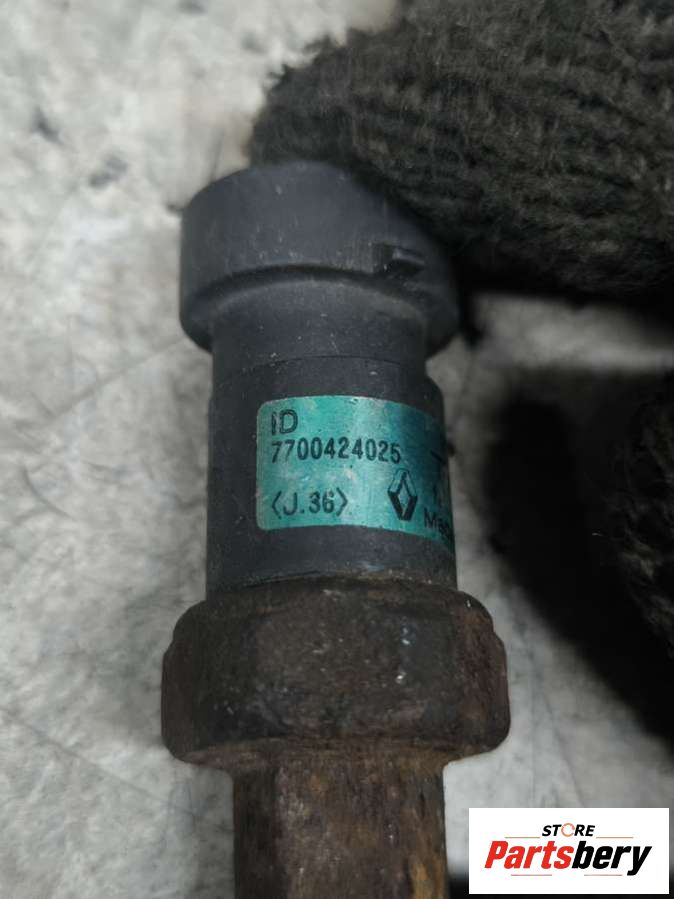 ID
7700424025
<J.36>
STORE
Partsbery